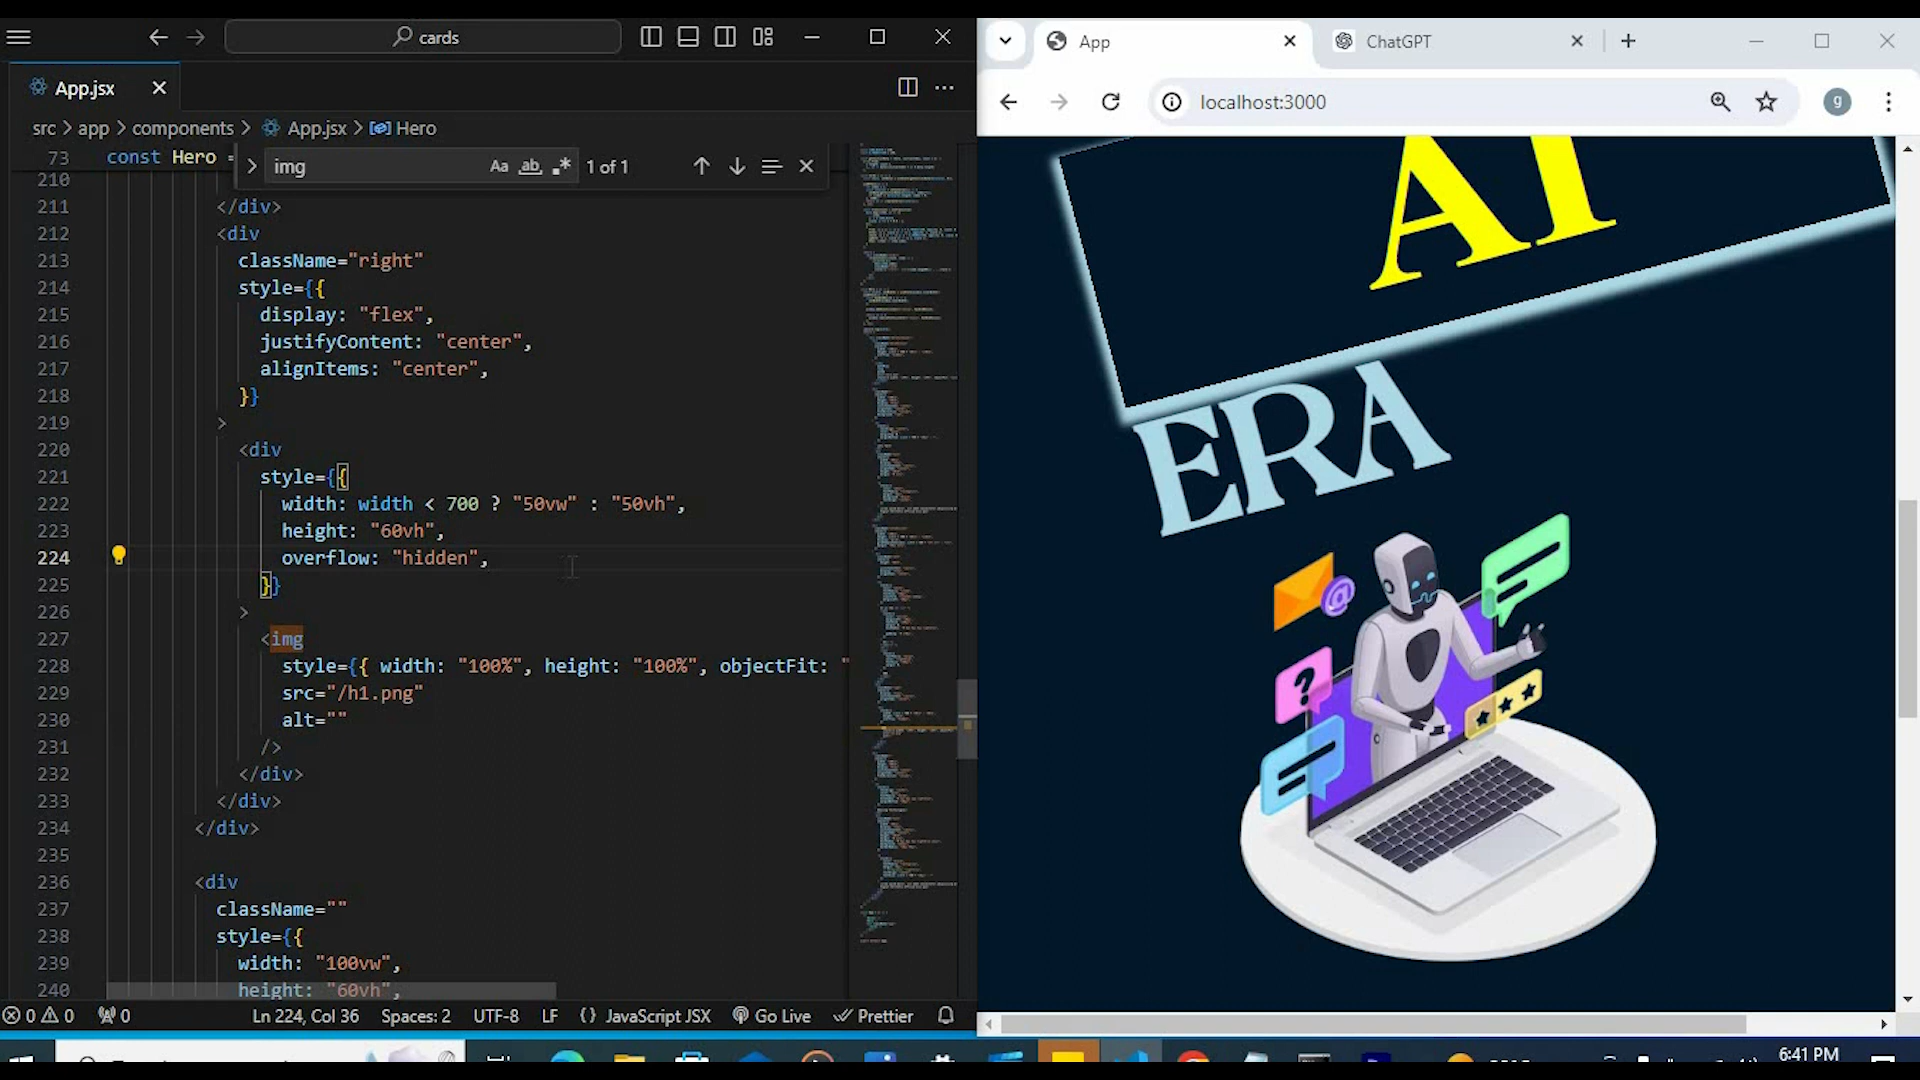 cards
App.jsx
src > app > components > App.jsx > Hero
73 const Hero =
img
Aa ab 1 of 1
210
211 </div>
212 <div
213 className="right"
214 style={{
215 display: "flex",
216 justifyContent: "center",
217 alignItems: "center",
218 }}
219 >
220 <div
221 style={{
222 width: width < 700 ? "50vw" : "50vh",
223 height: "60vh",
224 overflow: "hidden",
225 }}
226 >
227 <img
228 style={{ width: "100%", height: "100%", objectFit: "
229 src="/h1.png"
230 alt=""
231 />
232 </div>
233 </div>
234 </div>
235
236 <div
237 className=""
238 style={{
239 width: "100vw",
240 height: "60vh",
0 0 0 Ln 224, Col 36 Spaces: 2 UTF-8 LF {} JavaScript JSX Go Live Prettier
App
ChatGPT
localhost:3000
g
AI
ERA
@
?
6:41 PM